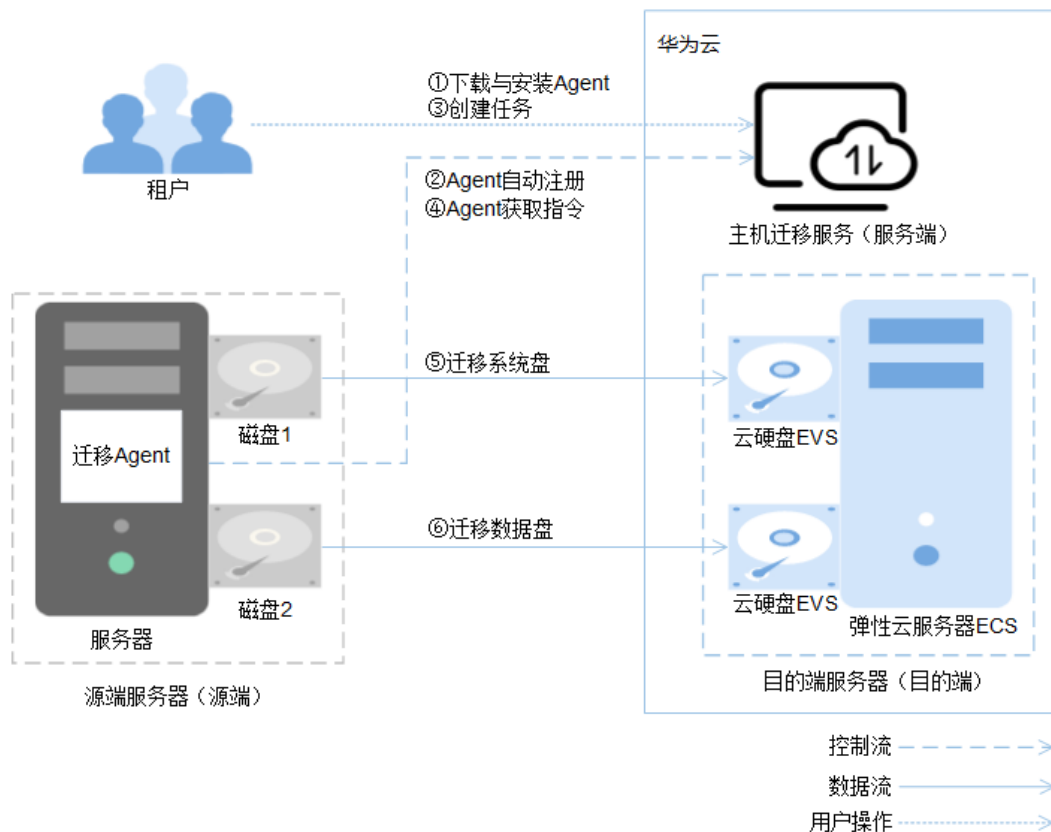 华为云
①下载与安装Agent
③创建任务
租户
②Agent自动注册
④Agent获取指令
主机迁移服务（服务端）
⑤迁移系统盘
磁盘1
云硬盘EVS
迁移Agent
⑥迁移数据盘
磁盘2
云硬盘EVS
服务器
弹性云服务器ECS
源端服务器（源端）
目的端服务器（目的端）
控制流
数据流
用户操作